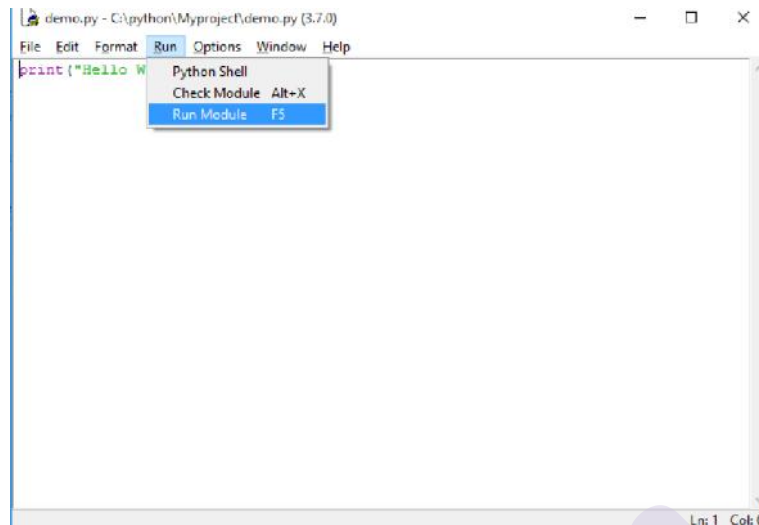 demo.py - C:\python\Myproject\demo.py (3.7.0)
File Edit Format Run Options Window Help
print("Hello W
Python Shell
Check Module Alt+X
Run Module F5
Ln: 1 Col: